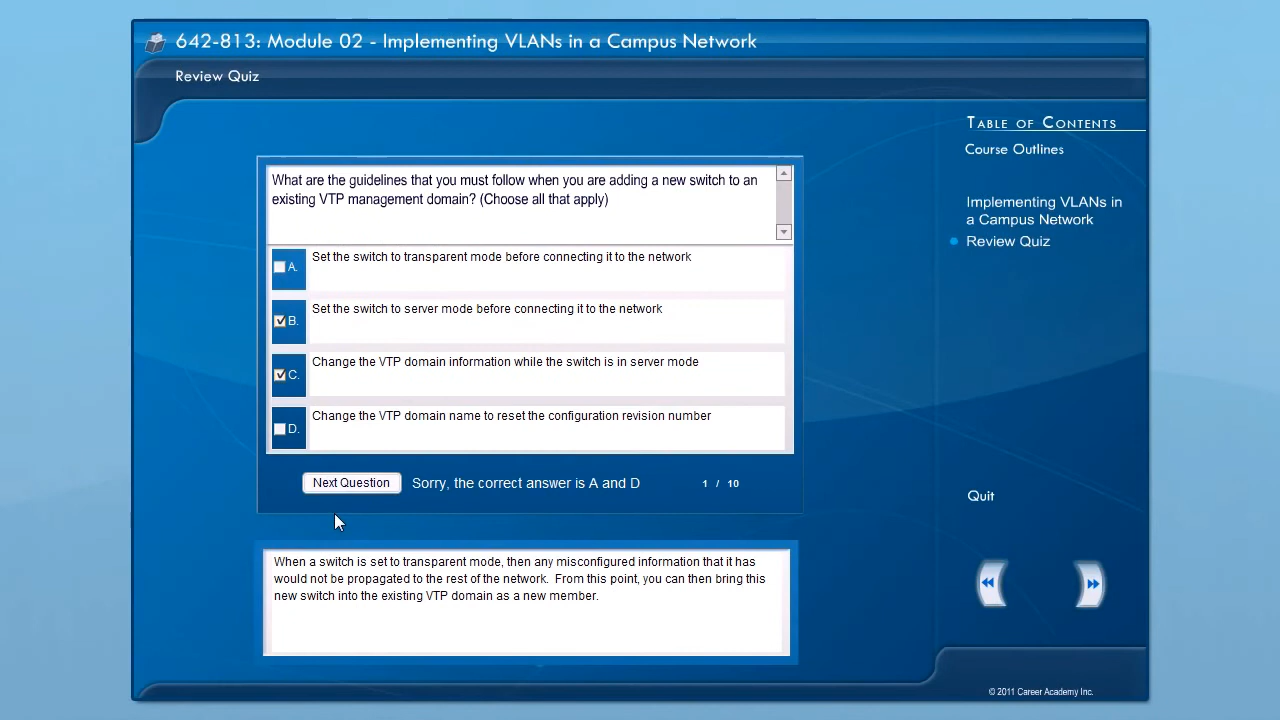 642-813: Module 02 - Implementing VLANs in a Campus Network
Review Quiz
TABLE OF CONTENTS
Course Outlines
Implementing VLANs in
a Campus Network
Review Quiz
What are the guidelines that you must follow when you are adding a new switch to an
existing VTP management domain? (Choose all that apply)
A. Set the switch to transparent mode before connecting it to the network
B. Set the switch to server mode before connecting it to the network
C. Change the VTP domain information while the switch is in server mode
D. Change the VTP domain name to reset the configuration revision number
Next Question Sorry, the correct answer is A and D 1 / 10
When a switch is set to transparent mode, then any misconfigured information that it has
would not be propagated to the rest of the network. From this point, you can then bring this
new switch into the existing VTP domain as a new member.
Quit
© 2011 Career Academy Inc.